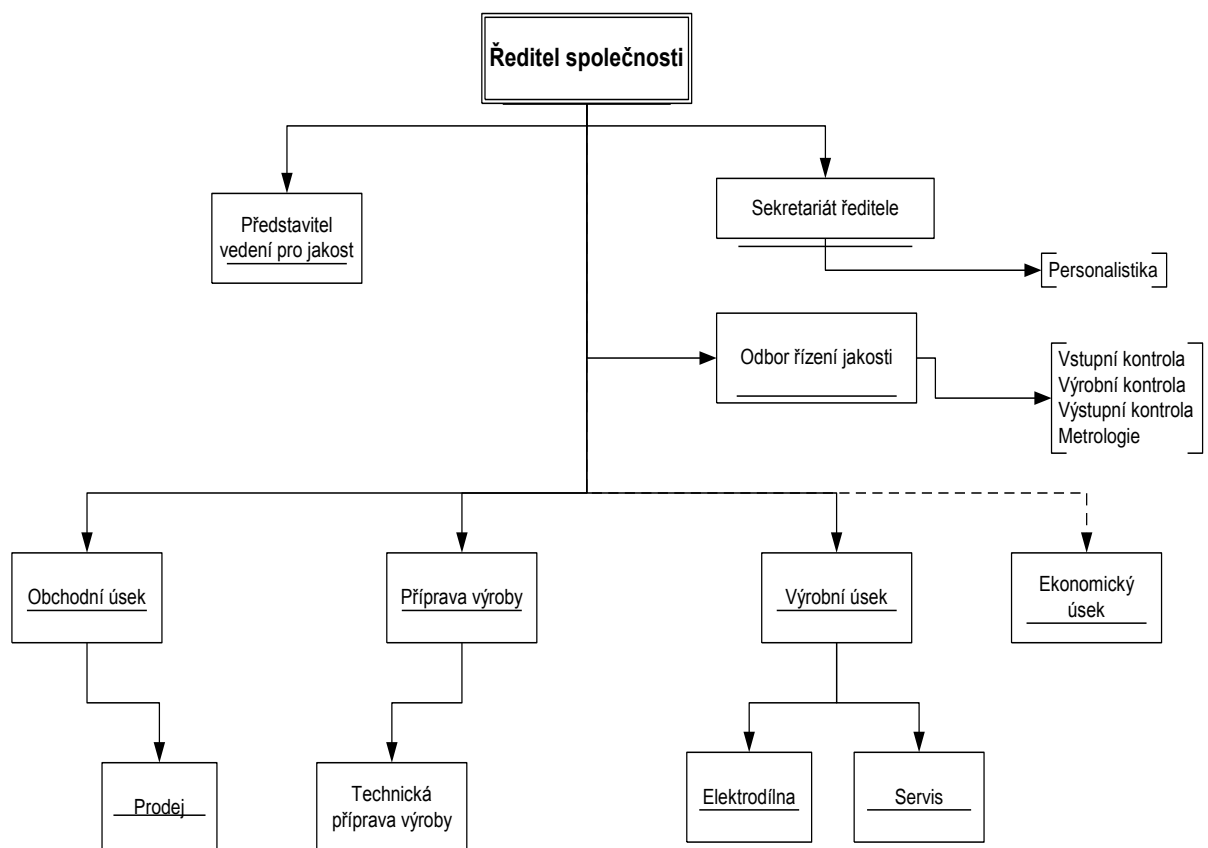 Ředitel společnosti
Představitel
vedení pro jakost
Sekretariát ředitele
Personalistika
Odbor řízení jakosti
Vstupní kontrola
Výrobní kontrola
Výstupní kontrola
Metrologie
Obchodní úsek
Příprava výroby
Výrobní úsek
Ekonomický
úsek
Prodej
Technická
příprava výroby
Elektrodílna
Servis